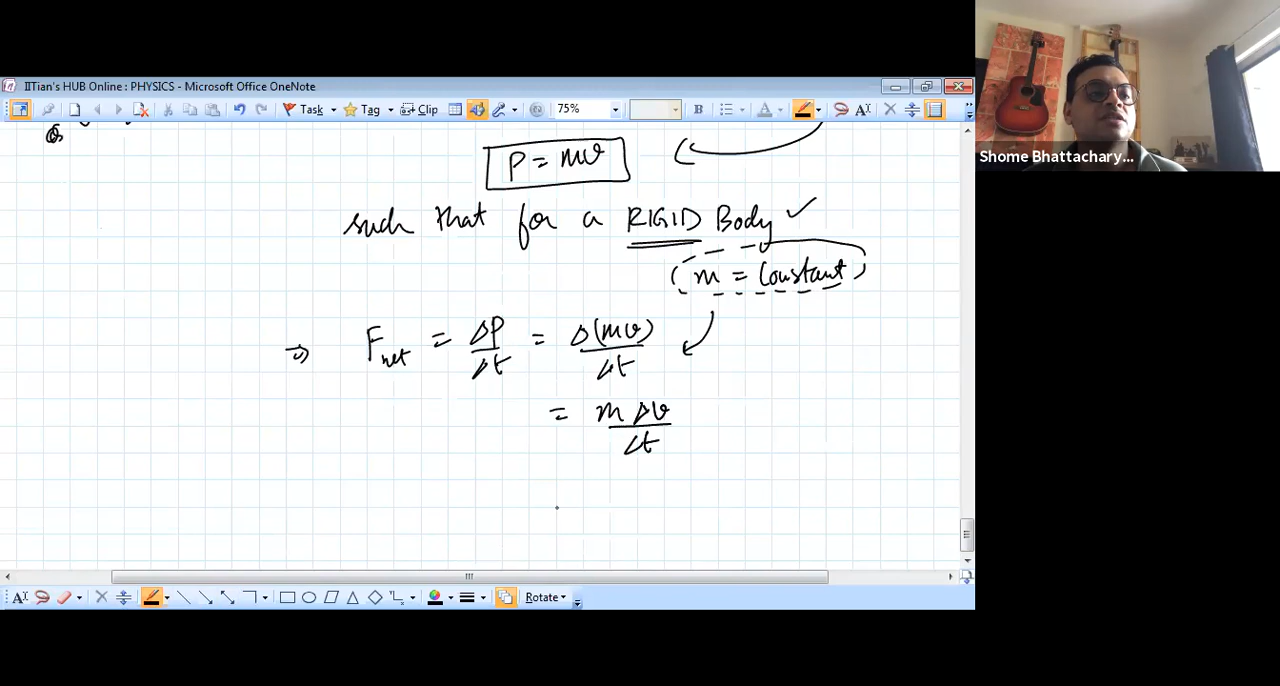 IITian's HUB Online : PHYSICS - Microsoft Office OneNote
Task Tag Clip 75% B A
P = mv
such that for a RIGID Body ✓
(m = Constant)
⇒ Fnet = ΔP/Δt = Δ(mv)/Δt
= m Δv/Δt
Rotate
Shome Bhattachary...